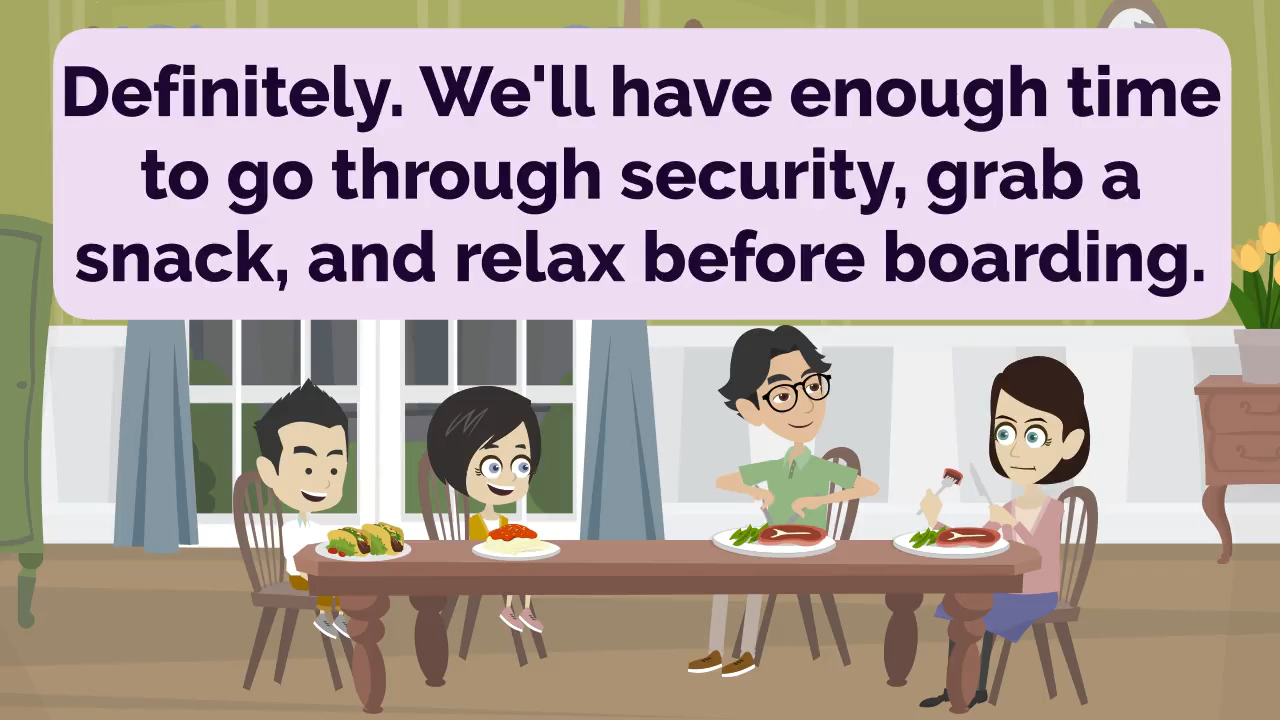 Definitely. We'll have enough time
to go through security, grab a
snack, and relax before boarding.